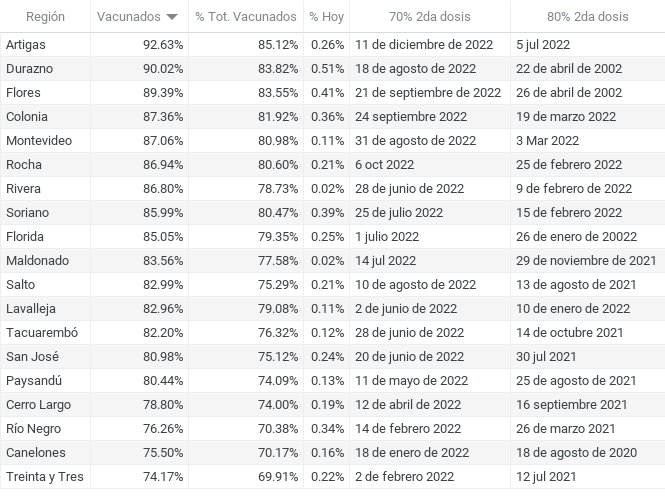 Región Vacunados % Tot. Vacunados % Hoy 70% 2da dosis 80% 2da dosis
Artigas 92.63% 85.12% 0.26% 11 de diciembre de 2022 5 jul 2022
Durazno 90.02% 83.82% 0.51% 18 de agosto de 2022 22 de abril de 2002
Flores 89.39% 83.55% 0.41% 21 de septiembre de 2022 26 de abril de 2002
Colonia 87.36% 81.92% 0.36% 24 septiembre 2022 19 de marzo 2022
Montevideo 87.06% 80.98% 0.11% 31 de agosto de 2022 3 Mar 2022
Rocha 86.94% 80.60% 0.21% 6 oct 2022 25 de febrero 2022
Rivera 86.80% 78.73% 0.02% 28 de junio de 2022 9 de febrero de 2022
Soriano 85.99% 80.47% 0.39% 25 de julio 2022 15 de febrero 2022
Florida 85.05% 79.35% 0.25% 1 julio 2022 26 de enero de 20022
Maldonado 83.56% 77.58% 0.02% 14 jul 2022 29 de noviembre de 2021
Salto 82.99% 75.29% 0.21% 10 de agosto de 2022 13 de agosto de 2021
Lavalleja 82.96% 79.08% 0.11% 2 de junio de 2022 10 de enero de 2022
Tacuarembó 82.20% 76.32% 0.12% 28 de junio de 2022 14 de octubre 2021
San José 80.98% 75.12% 0.24% 20 de junio de 2022 30 jul 2021
Paysandú 80.44% 74.09% 0.13% 11 de mayo de 2022 25 de agosto de 2021
Cerro Largo 78.80% 74.00% 0.19% 12 de abril de 2022 16 septiembre 2021
Río Negro 76.26% 70.38% 0.34% 14 de febrero 2022 26 de marzo 2021
Canelones 75.50% 70.17% 0.16% 18 de enero de 2022 18 de agosto de 2020
Treinta y Tres 74.17% 69.91% 0.22% 2 de febrero 2022 12 jul 2021